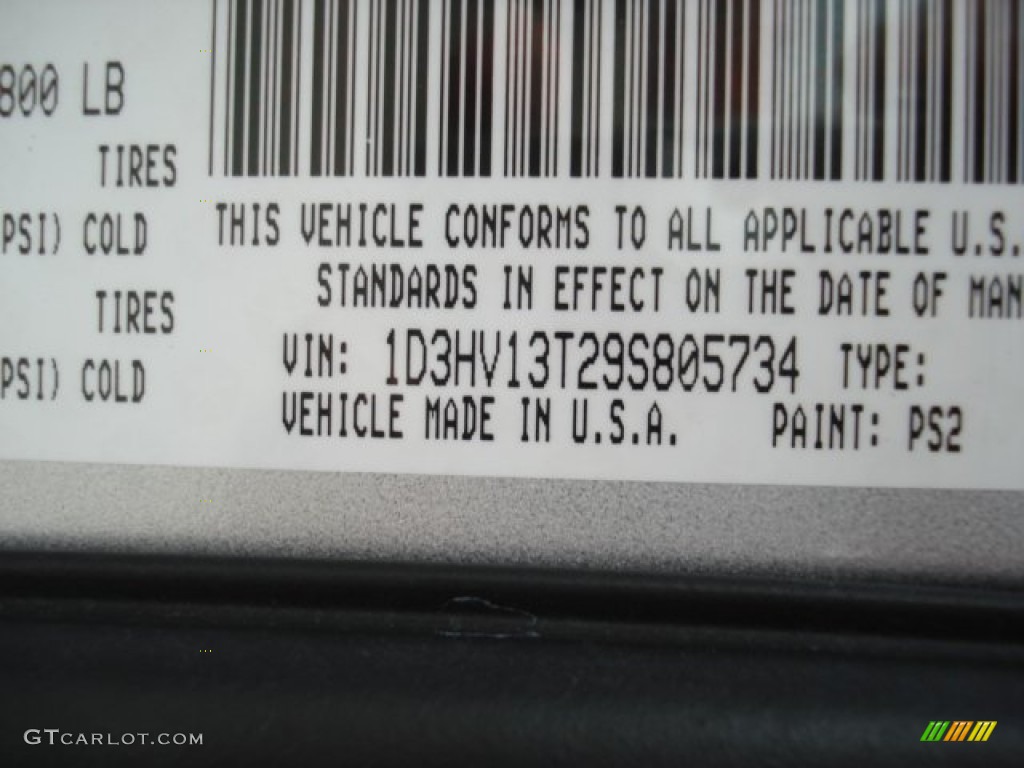 800 LB
TIRES
PSI) COLD
TIRES
PSI) COLD
THIS VEHICLE CONFORMS TO ALL APPLICABLE U.S.
STANDARDS IN EFFECT ON THE DATE OF MAN
VIN: 1D3HV13T29S805734 TYPE:
VEHICLE MADE IN U.S.A. PAINT: PS2
GTCARLOT.COM